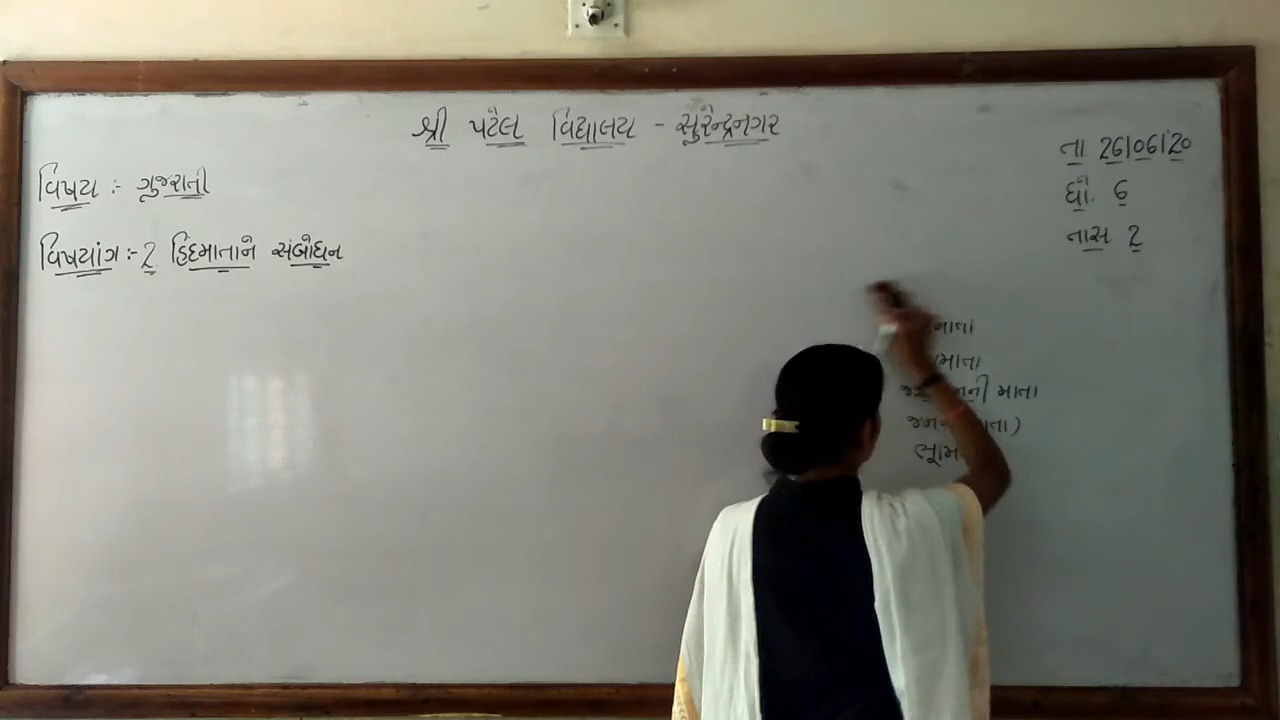 શ્રી પટેલ વિદ્યાલય - સુરેન્દ્રનગર
તા 26/06/20
ધો. 6
તાસ 2
વિષય :- ગુજરાતી
વિષયાંગ :- 2 હિંદમાતાને સંબોધન
માતા